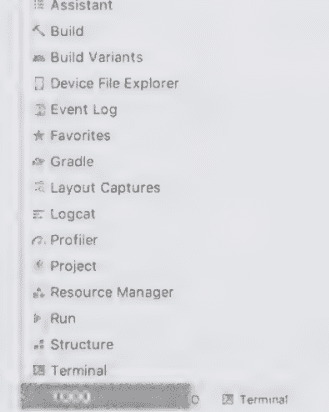 Assistant
Build
Build Variants
Device File Explorer
Event Log
Favorites
Gradle
Layout Captures
Logcat
Profiler
Project
Resource Manager
Run
Structure
Terminal
TODO Terminal